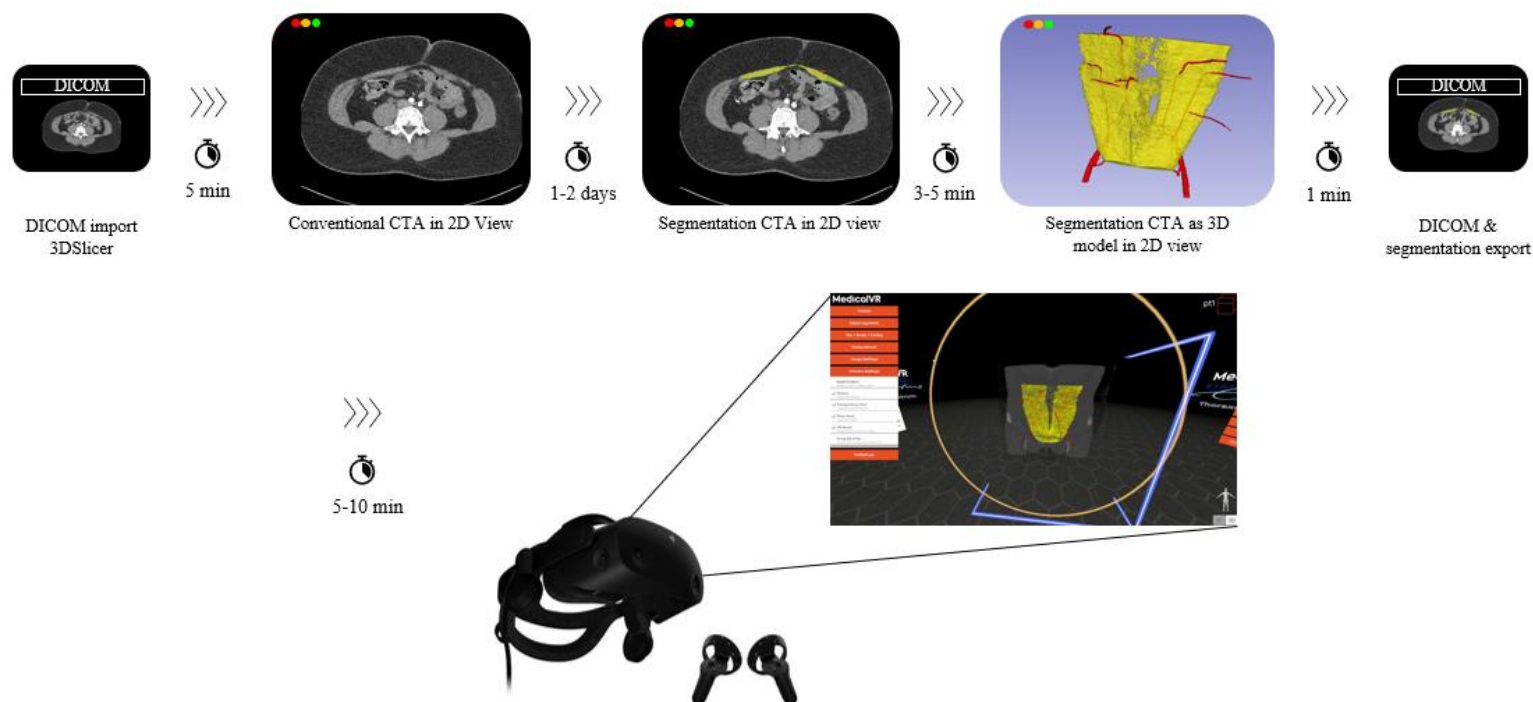 DICOM
DICOM
5 min
1-2 days
3-5 min
1 min
DICOM import
3DSlicer
Conventional CTA in 2D View
Segmentation CTA in 2D view
Segmentation CTA as 3D
model in 2D view
DICOM &
segmentation export
MedicalVR
pt1
5-10 min